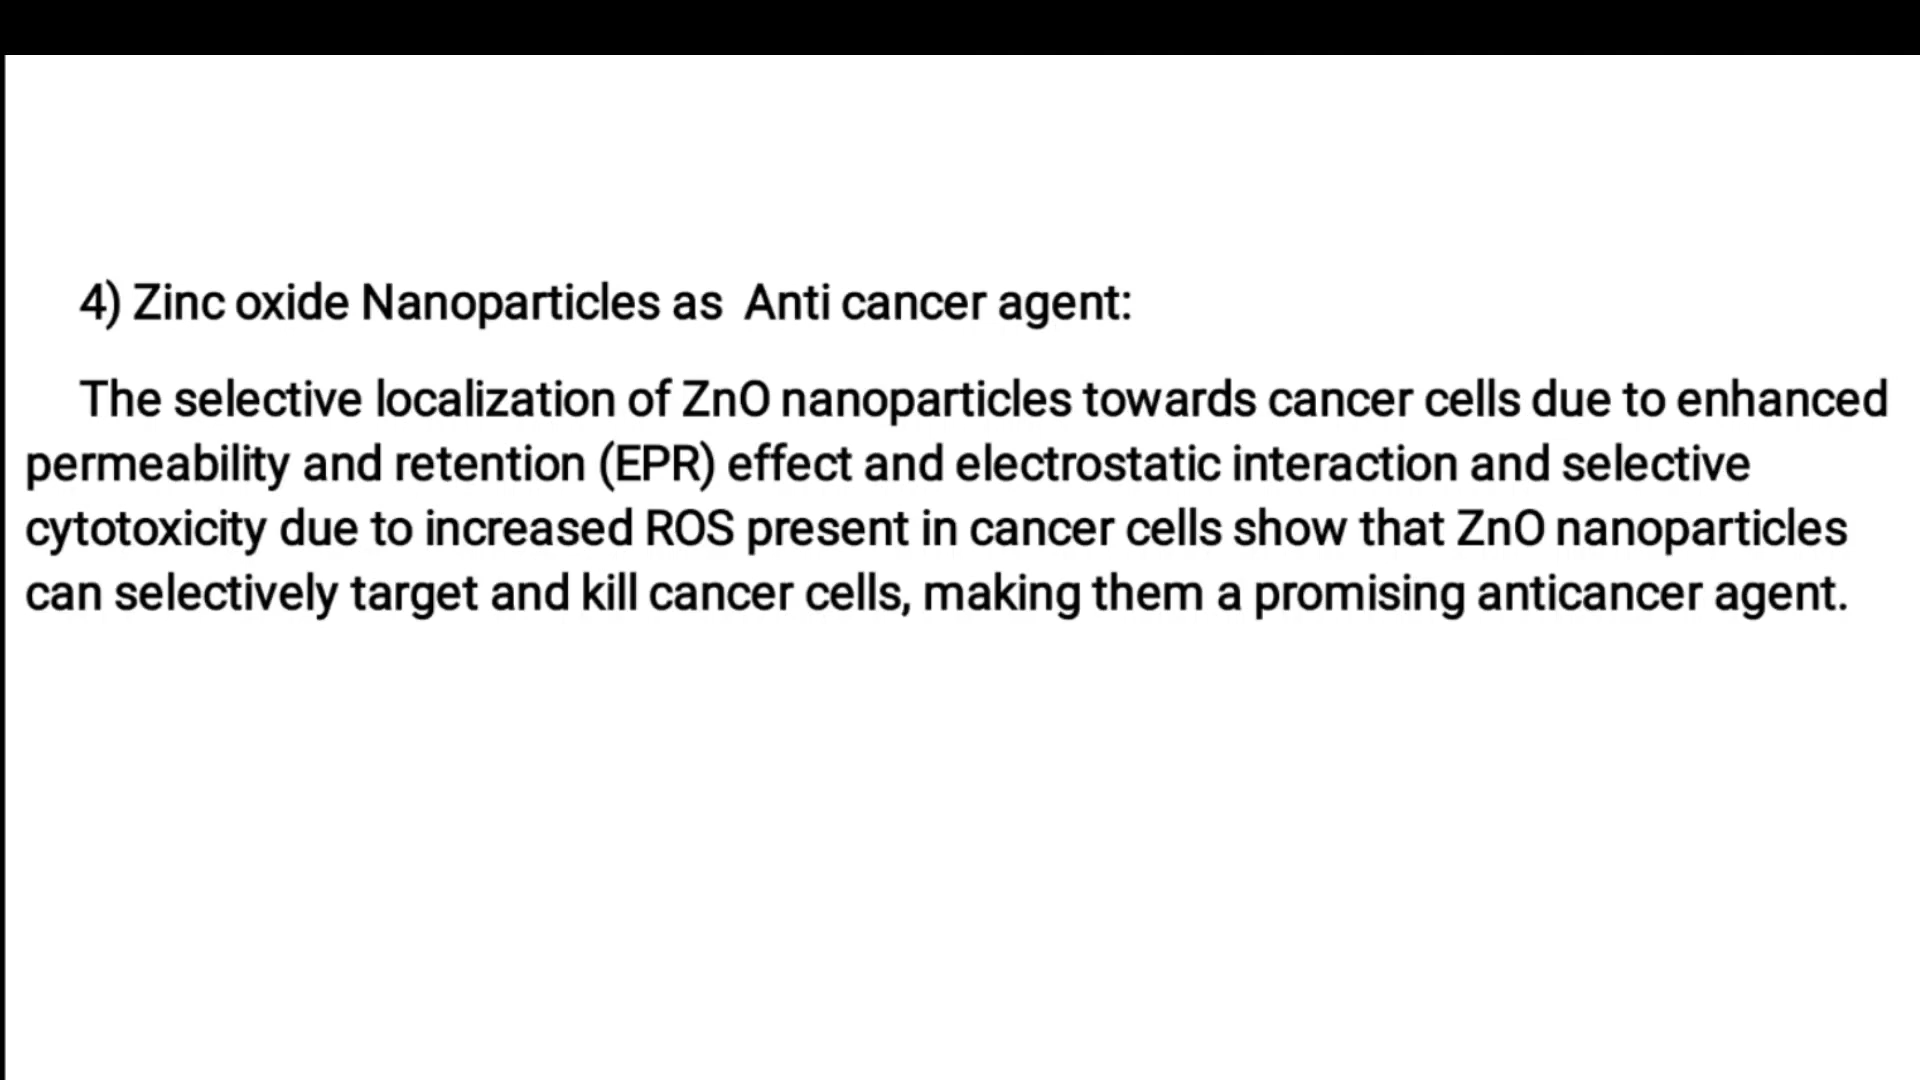 4) Zinc oxide Nanoparticles as Anti cancer agent:
The selective localization of ZnO nanoparticles towards cancer cells due to enhanced
permeability and retention (EPR) effect and electrostatic interaction and selective
cytotoxicity due to increased ROS present in cancer cells show that ZnO nanoparticles
can selectively target and kill cancer cells, making them a promising anticancer agent.